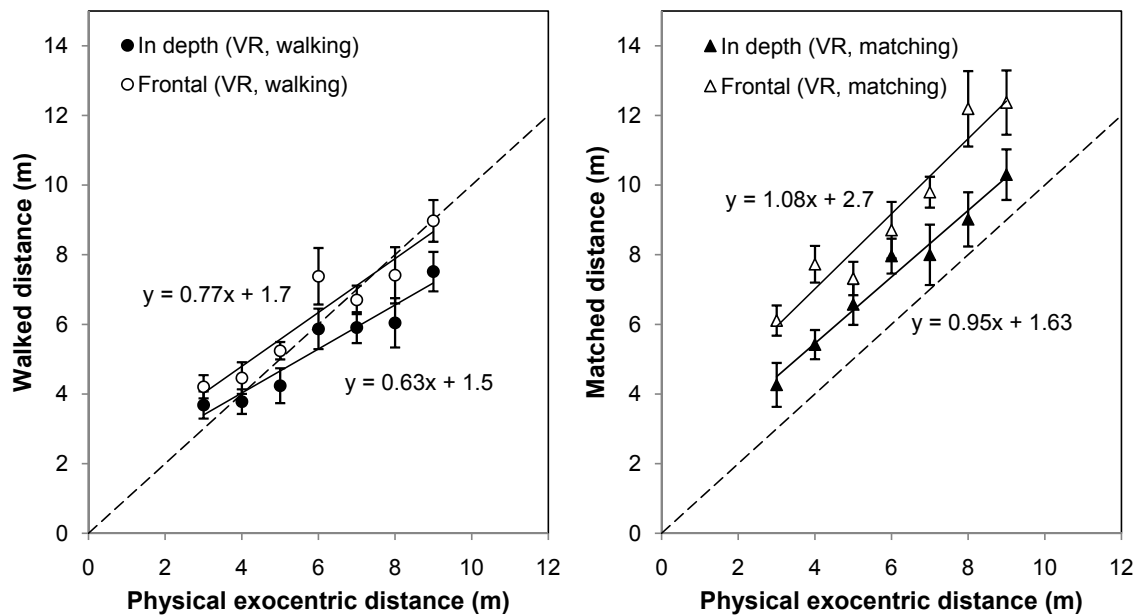 14
12
10
8
6
4
2
0
Walked distance (m)
In depth (VR, walking)
Frontal (VR, walking)
y = 0.77x + 1.7
y = 0.63x + 1.5
0 2 4 6 8 10 12
Physical exocentric distance (m)
14
12
10
8
6
4
2
0
Matched distance (m)
In depth (VR, matching)
Frontal (VR, matching)
y = 1.08x + 2.7
y = 0.95x + 1.63
0 2 4 6 8 10 12
Physical exocentric distance (m)